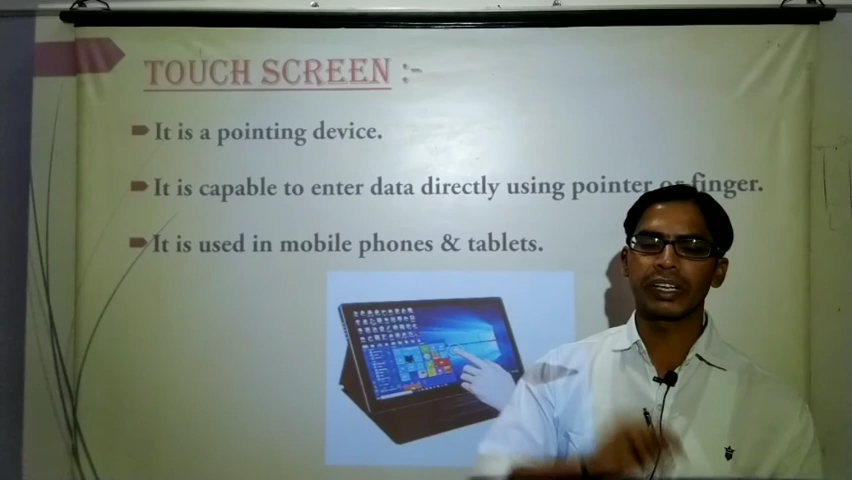 TOUCH SCREEN :-
It is a pointing device.
It is capable to enter data directly using pointer or finger.
It is used in mobile phones & tablets.